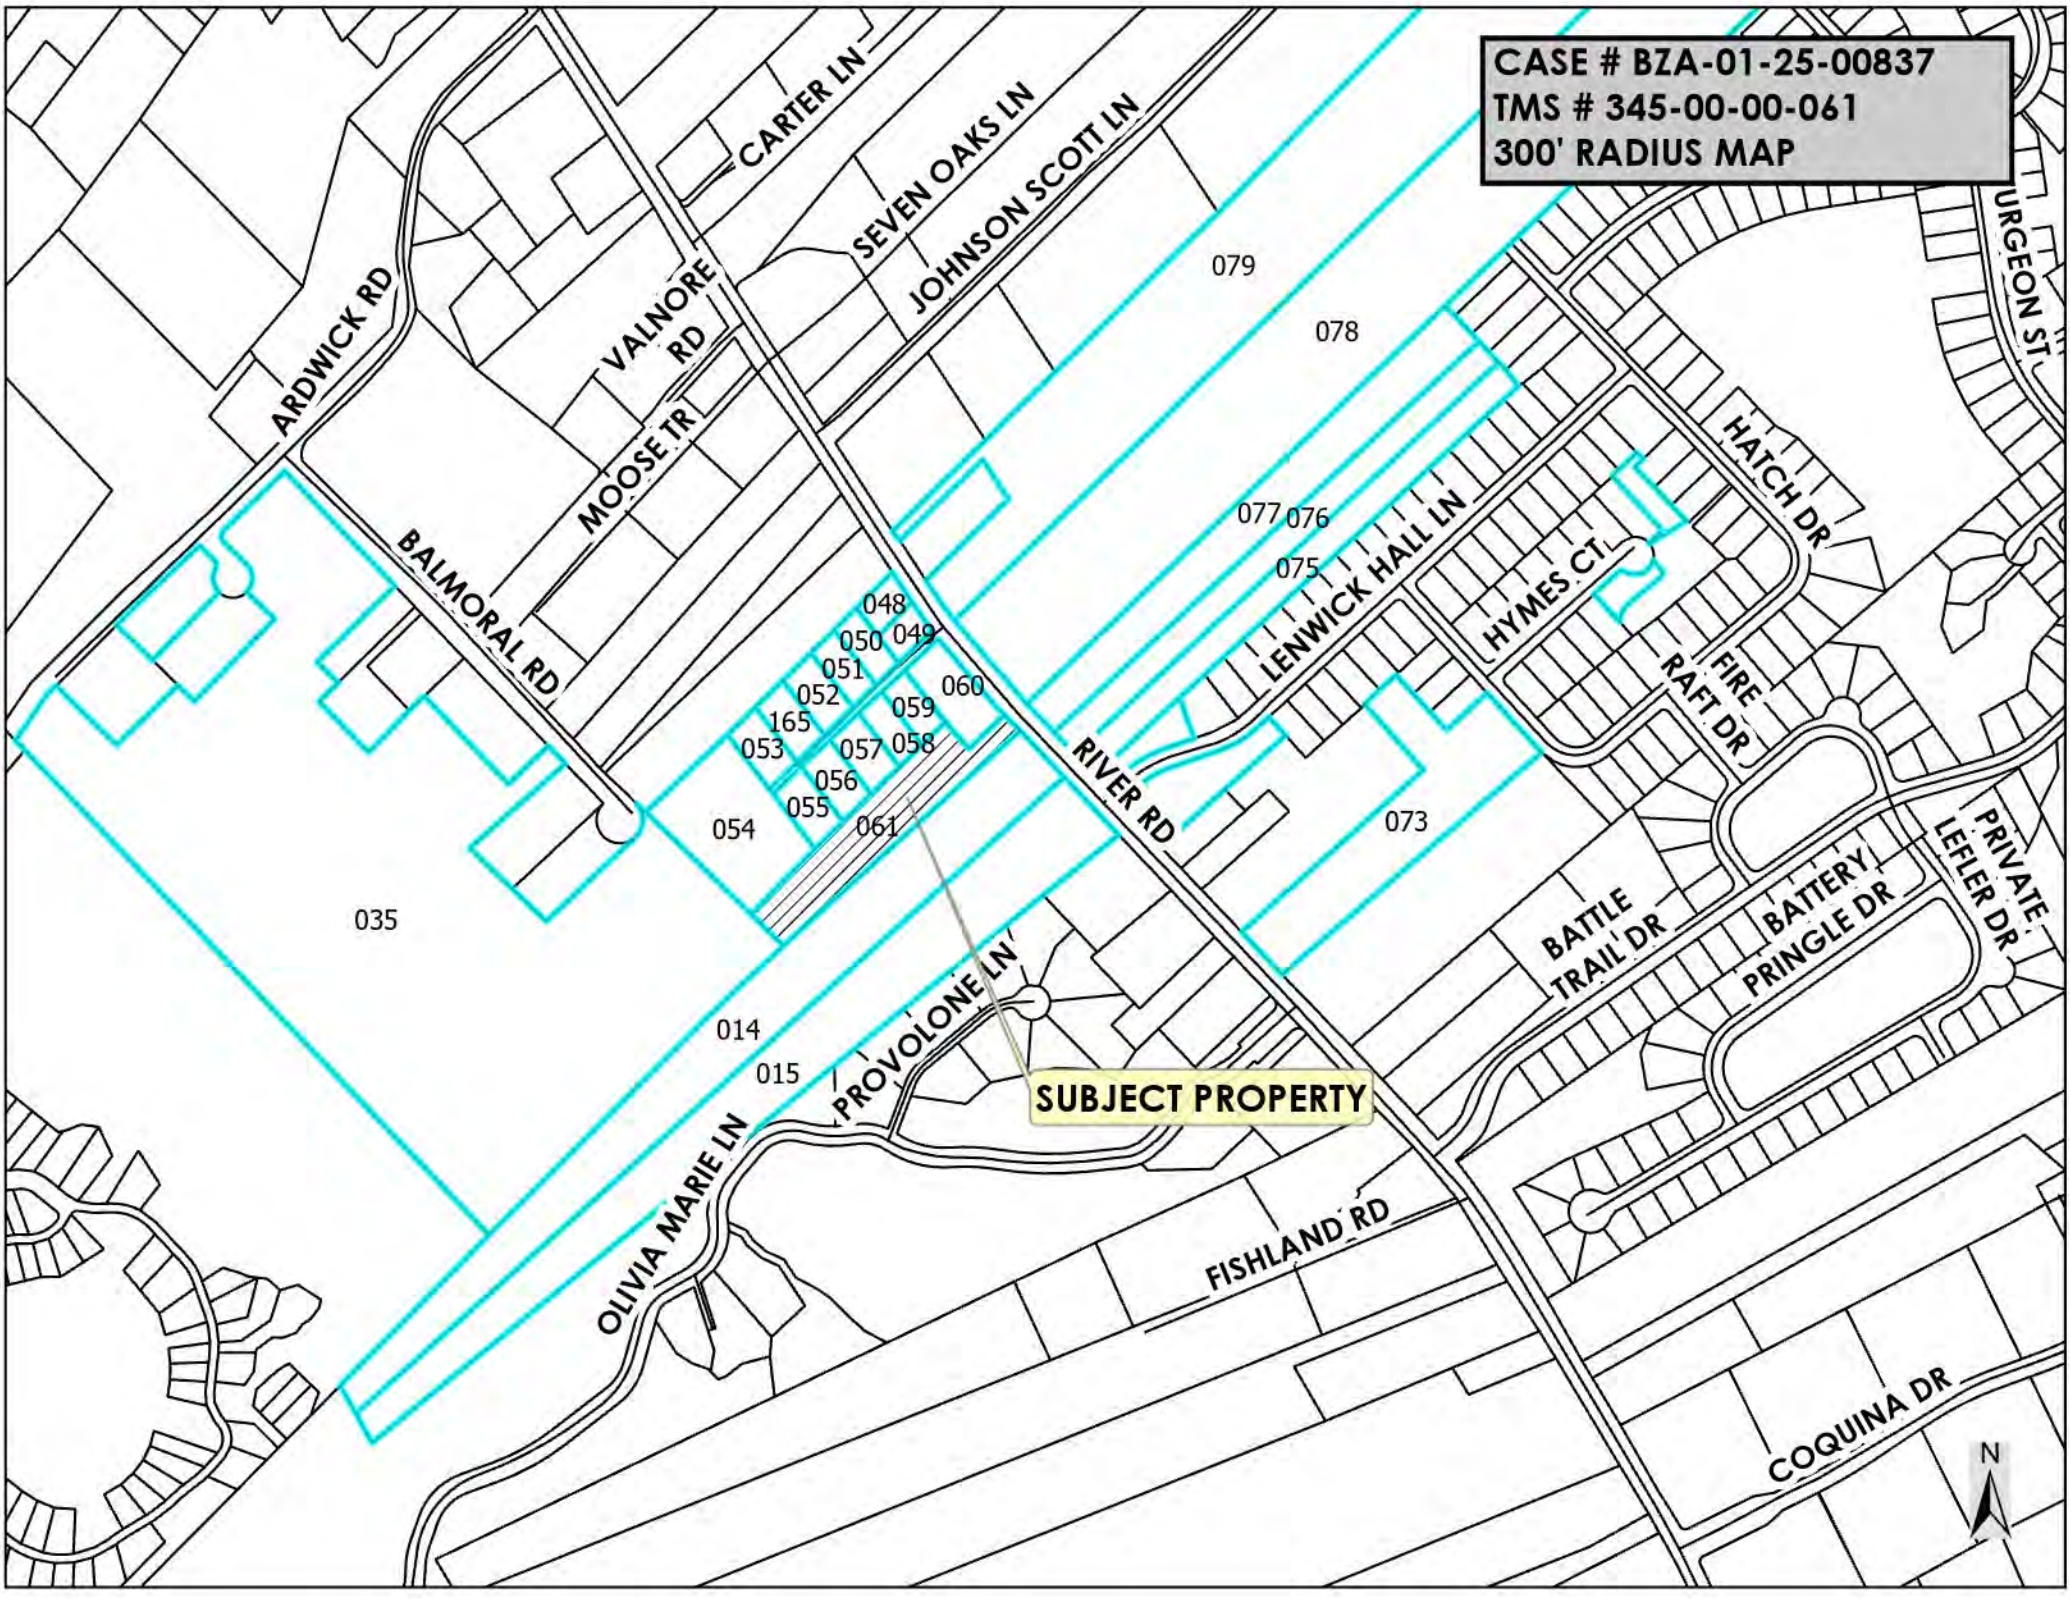 CASE # BZA-01-25-00837
TMS # 345-00-00-061
300' RADIUS MAP
CARTER LN
SEVEN OAKS LN
JOHNSON SCOTT LN
URGEON ST
ARDWICK RD
VALNORE
RD
MOOSE TR
079
078
HATCH DR
077
076
075
LENWICK HALL LN
HYMES CT
BALMORAL RD
048
049
050
051
052
165
053
060
059
058
057
056
055
054
061
FIRE
RAFT DR
RIVER RD
073
PRIVATE
LEFLER DR
BATTERY
PRINGLE DR
BATTLE
TRAIL DR
035
014
015
PROVOLONE LN
SUBJECT PROPERTY
OLIVIA MARIE LN
FISHLAND RD
COQUINA DR
N